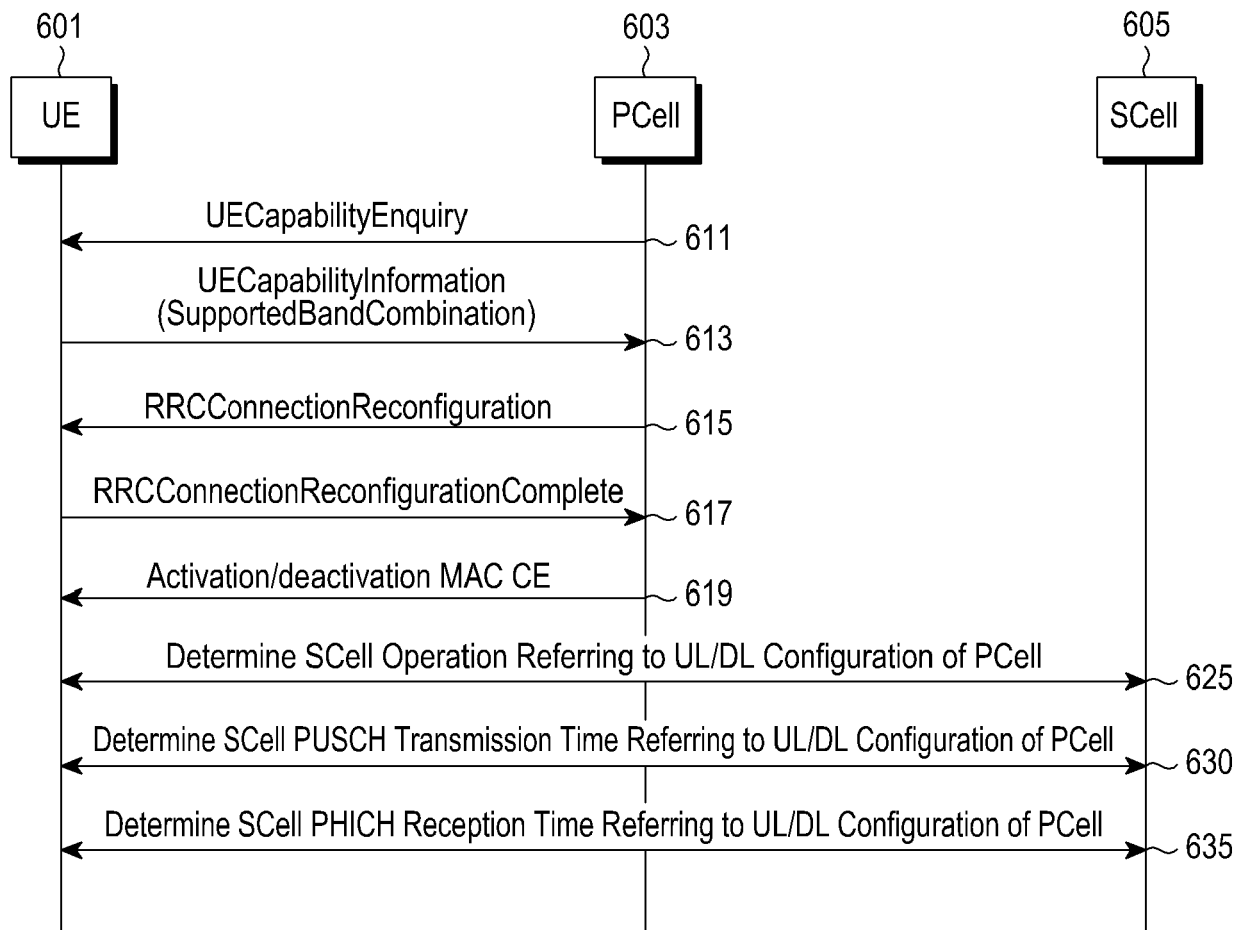 601
603
605
UE
PCell
SCell
UECapabilityEnquiry
611
UECapabilityInformation
(SupportedBandCombination)
613
RRCConnectionReconfiguration
615
RRCConnectionReconfigurationComplete
617
Activation/deactivation MAC CE
619
Determine SCell Operation Referring to UL/DL Configuration of PCell
625
Determine SCell PUSCH Transmission Time Referring to UL/DL Configuration of PCell
630
Determine SCell PHICH Reception Time Referring to UL/DL Configuration of PCell
635